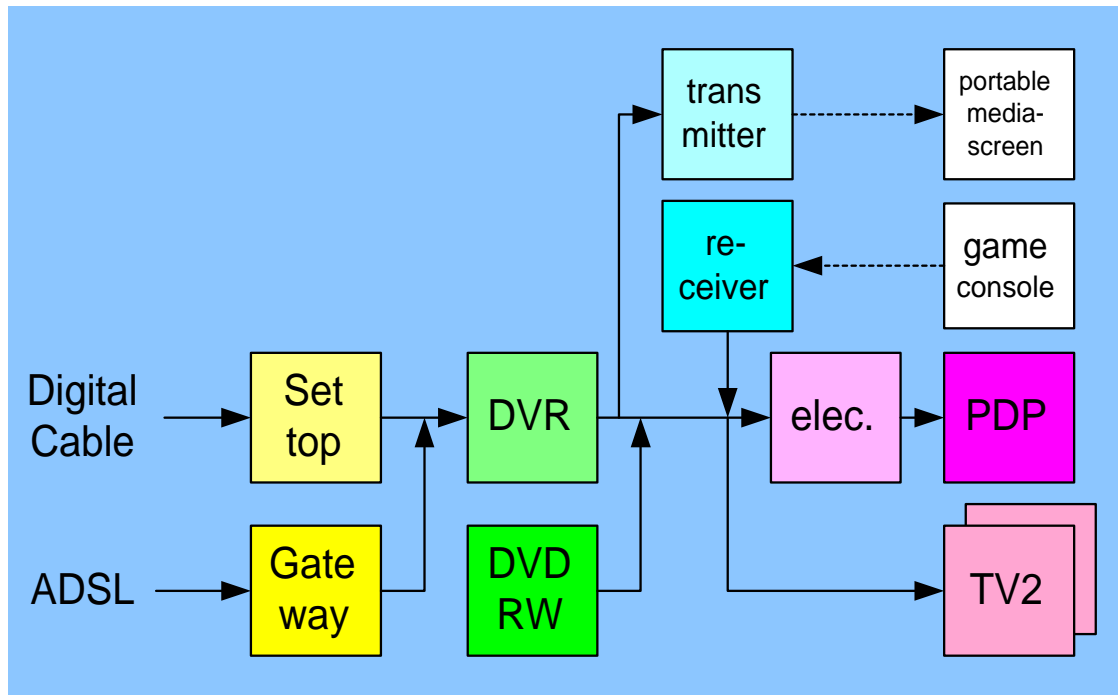 trans
mitter
portable
media-
screen
re-
ceiver
game
console
Digital
Cable
Set
top
DVR
elec.
PDP
ADSL
Gate
way
DVD
RW
TV2